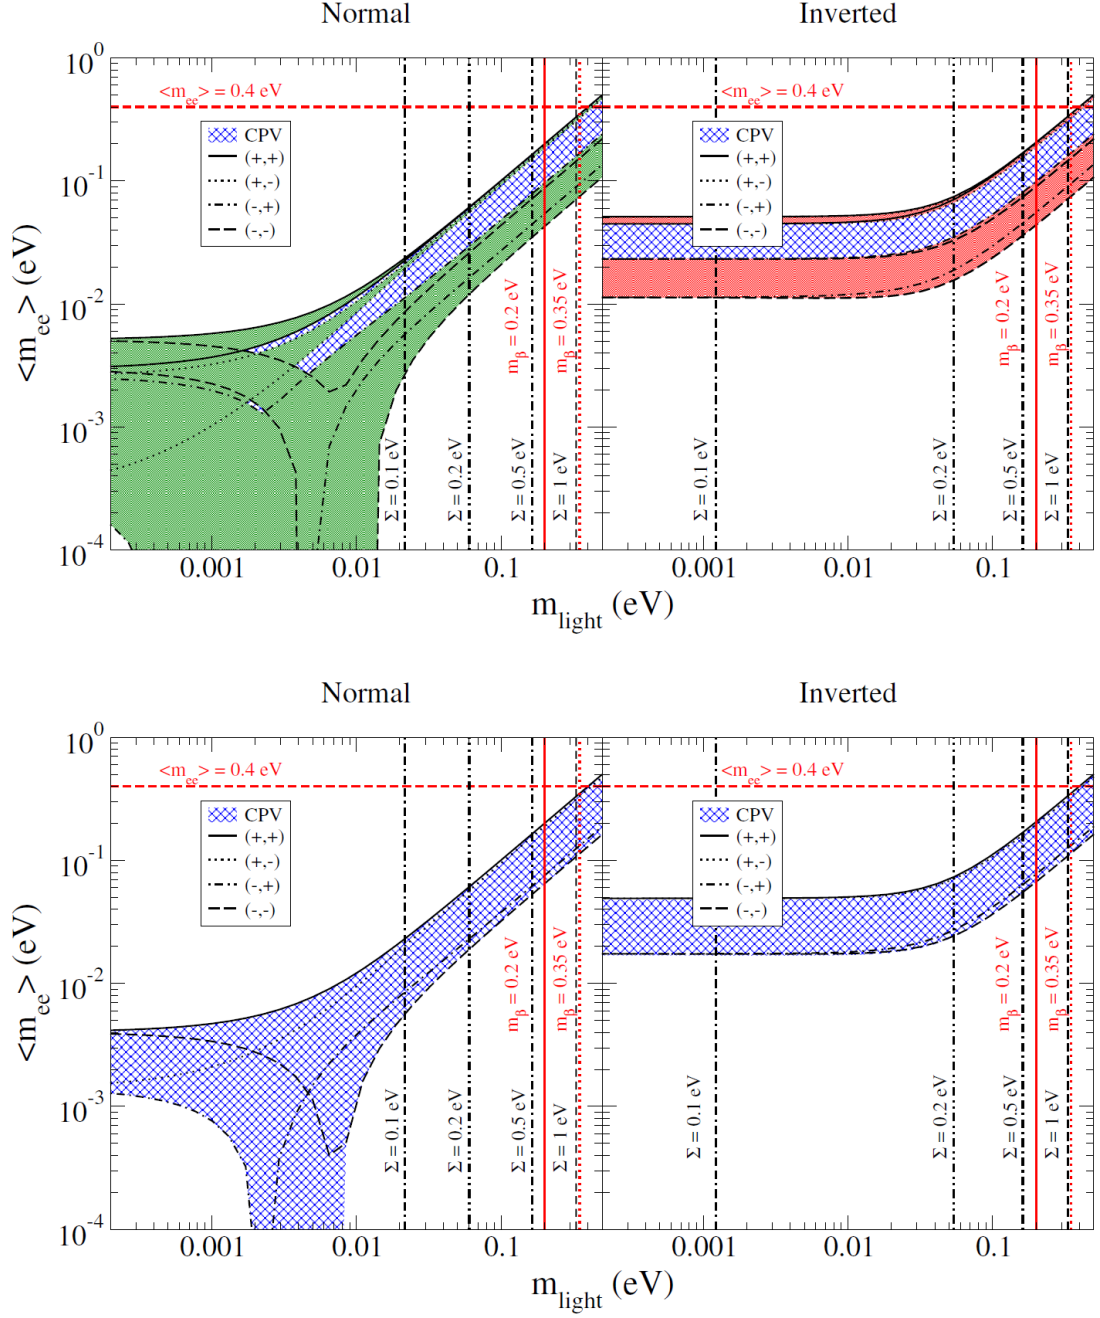 Normal
Inverted
<m_ee> (eV)
10^0
10^-1
10^-2
10^-3
10^-4
<m_ee> = 0.4 eV
CPV
(+,+)
(+,-)
(-,+)
(-,-)
m_β = 0.2 eV
m_β = 0.35 eV
Σ = 0.1 eV
Σ = 0.2 eV
Σ = 0.5 eV
Σ = 1 eV
<m_ee> = 0.4 eV
CPV
(+,+)
(+,-)
(-,+)
(-,-)
m_β = 0.2 eV
m_β = 0.35 eV
Σ = 0.1 eV
Σ = 0.2 eV
Σ = 0.5 eV
Σ = 1 eV
0.001
0.01
0.1
0.001
0.01
0.1
m_light (eV)
Normal
Inverted
<m_ee> (eV)
10^0
10^-1
10^-2
10^-3
10^-4
<m_ee> = 0.4 eV
CPV
(+,+)
(+,-)
(-,+)
(-,-)
m_β = 0.2 eV
m_β = 0.35 eV
Σ = 0.1 eV
Σ = 0.2 eV
Σ = 0.5 eV
Σ = 1 eV
<m_ee> = 0.4 eV
CPV
(+,+)
(+,-)
(-,+)
(-,-)
m_β = 0.2 eV
m_β = 0.35 eV
Σ = 0.1 eV
Σ = 0.2 eV
Σ = 0.5 eV
Σ = 1 eV
0.001
0.01
0.1
0.001
0.01
0.1
m_light (eV)